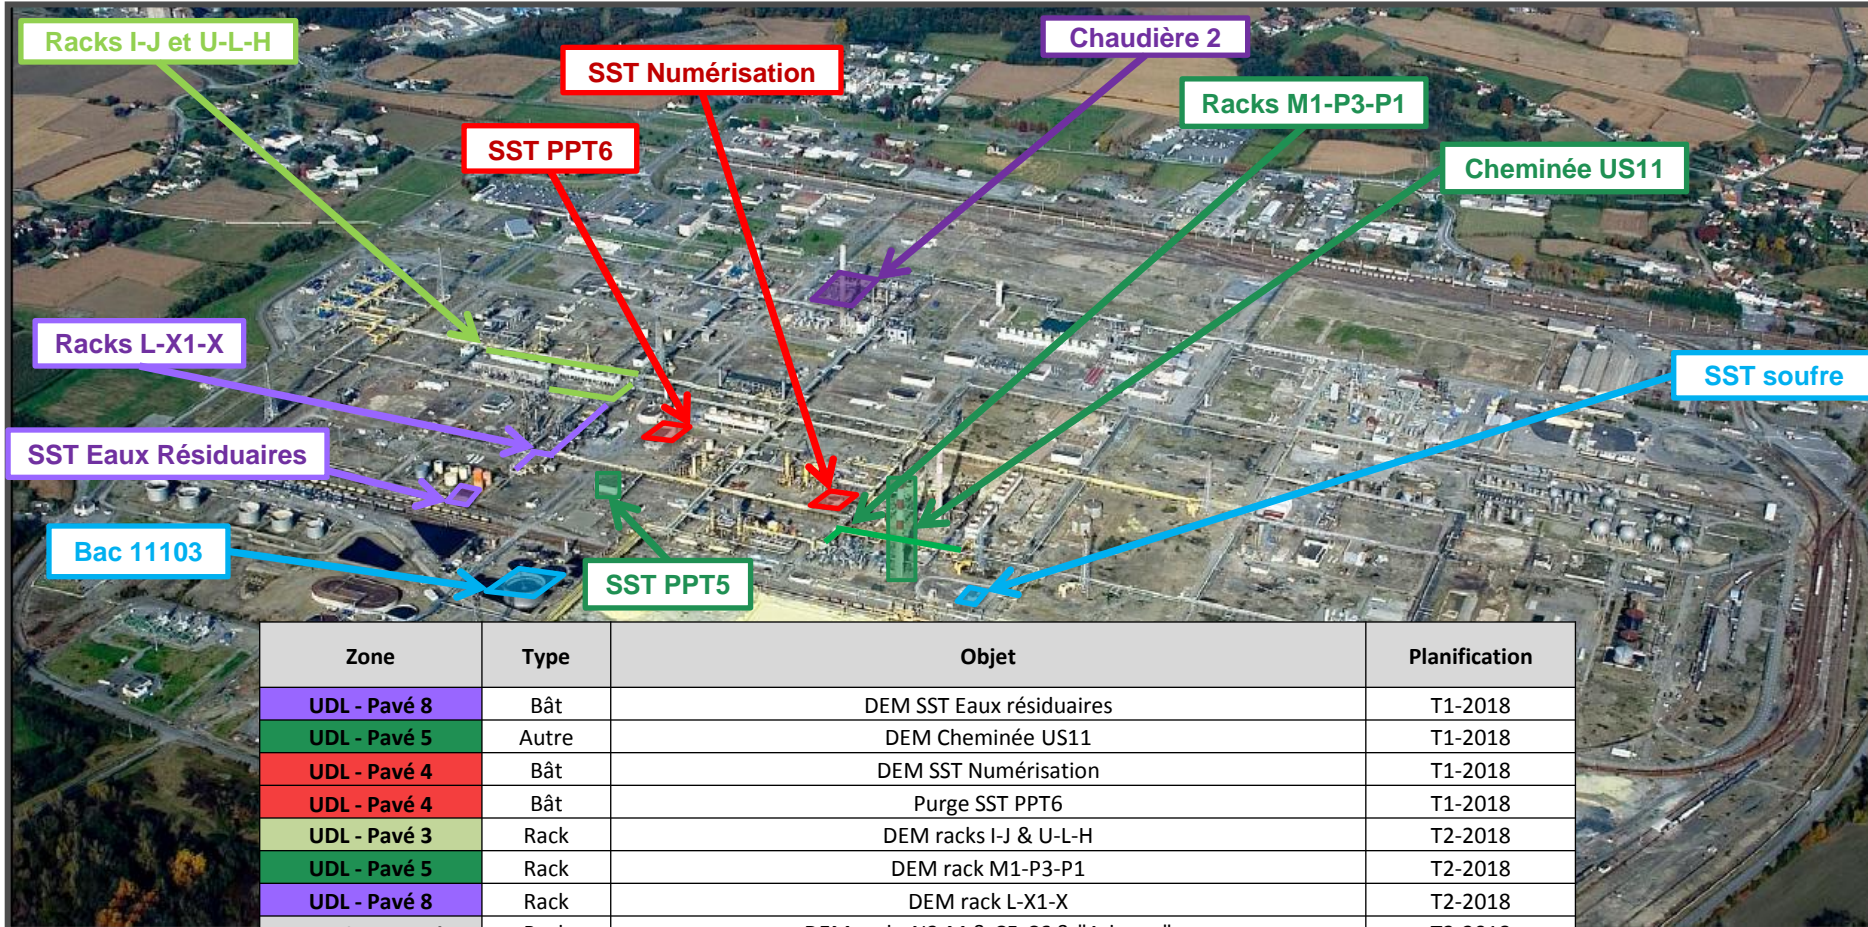 Racks I-J et U-L-H
Chaudière 2
SST Numérisation
Racks M1-P3-P1
SST PPT6
Cheminée US11
Racks L-X1-X
SST soufre
SST Eaux Résiduaires
Bac 11103
SST PPT5
Zone Type Objet Planification
UDL - Pavé 8 Bât DEM SST Eaux résiduaires T1-2018
UDL - Pavé 5 Autre DEM Cheminée US11 T1-2018
UDL - Pavé 4 Bât DEM SST Numérisation T1-2018
UDL - Pavé 4 Bât Purge SST PPT6 T1-2018
UDL - Pavé 3 Rack DEM racks I-J & U-L-H T2-2018
UDL - Pavé 5 Rack DEM rack M1-P3-P1 T2-2018
UDL - Pavé 8 Rack DEM rack L-X1-X T2-2018